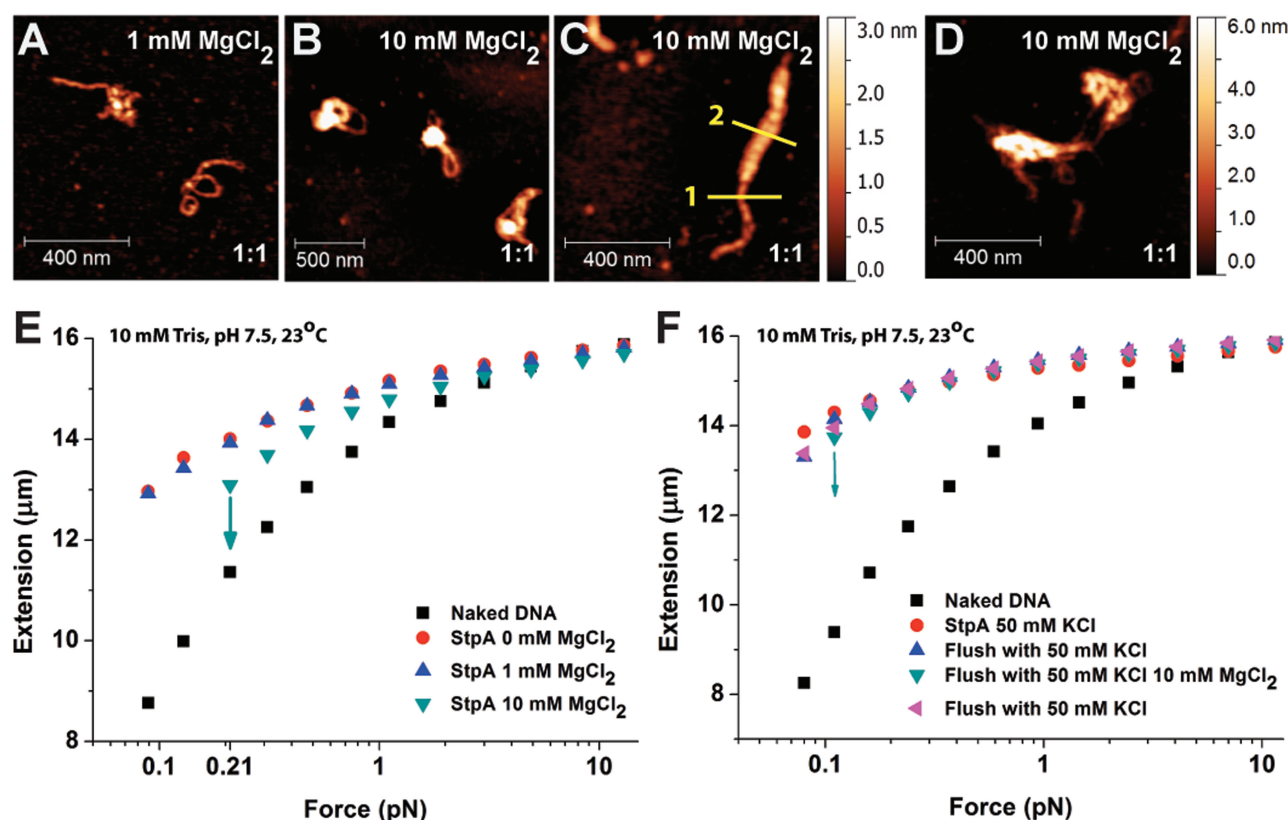 A
1 mM MgCl2
400 nm
1:1
B
10 mM MgCl2
500 nm
1:1
C
10 mM MgCl2
2
1
400 nm
1:1
3.0 nm
2.5
2.0
1.5
1.0
0.5
0.0
D
10 mM MgCl2
400 nm
1:1
6.0 nm
5.0
4.0
3.0
2.0
1.0
0.0
E
10 mM Tris, pH 7.5, 23°C
16
14
12
10
8
Extension (μm)
0.1
0.21
1
10
Force (pN)
Naked DNA
StpA 0 mM MgCl2
StpA 1 mM MgCl2
StpA 10 mM MgCl2
F
10 mM Tris, pH 7.5, 23°C
16
14
12
10
8
Extension (μm)
0.1
1
10
Force (pN)
Naked DNA
StpA 50 mM KCl
Flush with 50 mM KCl
Flush with 50 mM KCl 10 mM MgCl2
Flush with 50 mM KCl